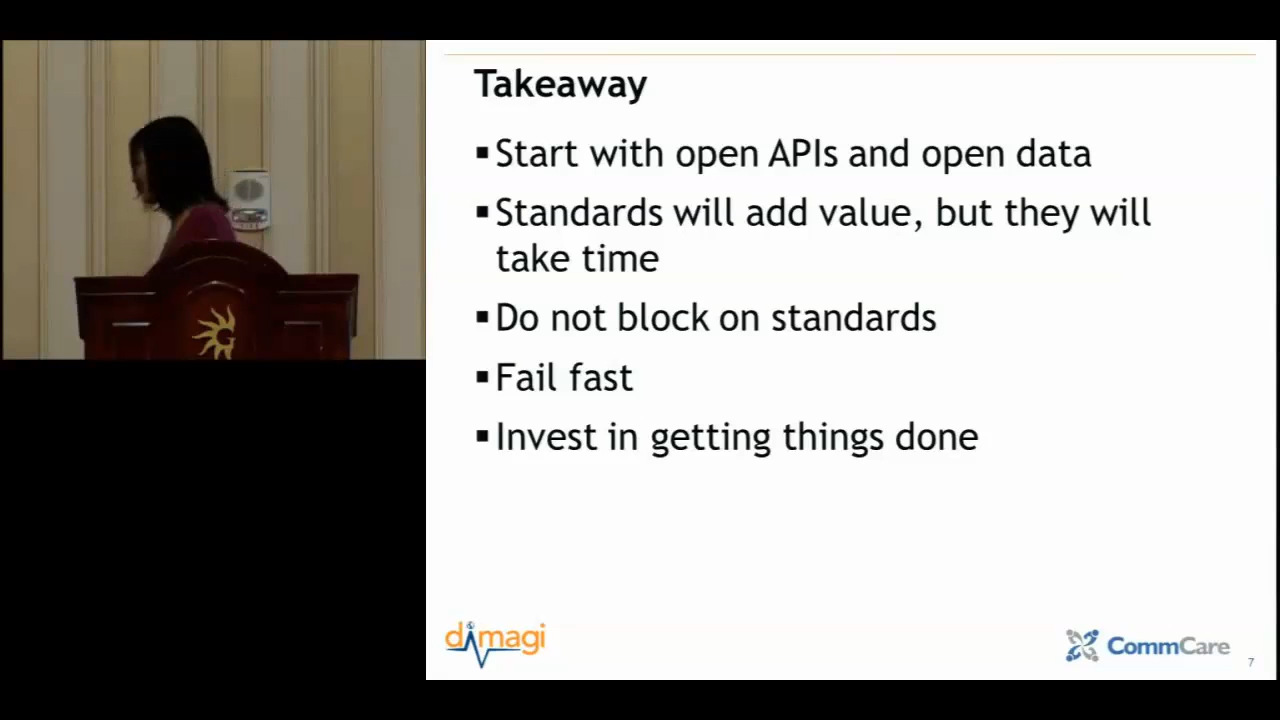 Takeaway
▪Start with open APIs and open data
▪Standards will add value, but they will
take time
▪Do not block on standards
▪Fail fast
▪Invest in getting things done
dimagi
CommCare
7
G